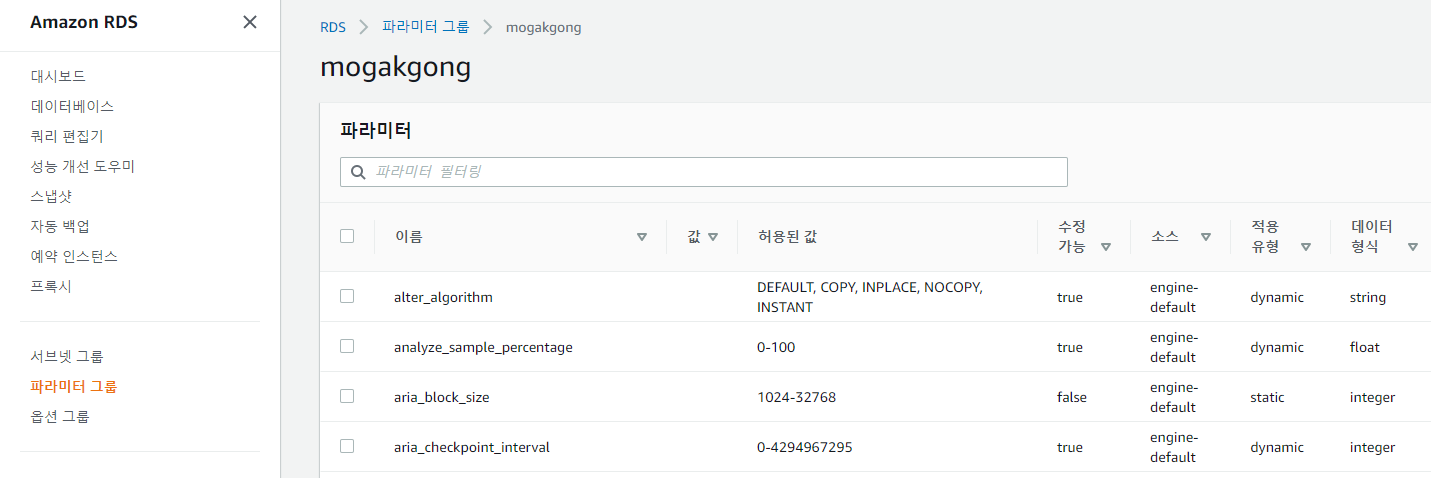 Amazon RDS
대시보드
데이터베이스
쿼리 편집기
성능 개선 도우미
스냅샷
자동 백업
예약 인스턴스
프록시
서브넷 그룹
파라미터 그룹
옵션 그룹
RDS 파라미터 그룹 mogakgong
mogakgong
파라미터
파라미터 필터링
이름 값 허용된 값 수정 가능 소스 적용 유형 데이터 형식
alter_algorithm DEFAULT, COPY, INPLACE, NOCOPY, INSTANT true engine-default dynamic string
analyze_sample_percentage 0-100 true engine-default dynamic float
aria_block_size 1024-32768 false engine-default static integer
aria_checkpoint_interval 0-4294967295 true engine-default dynamic integer